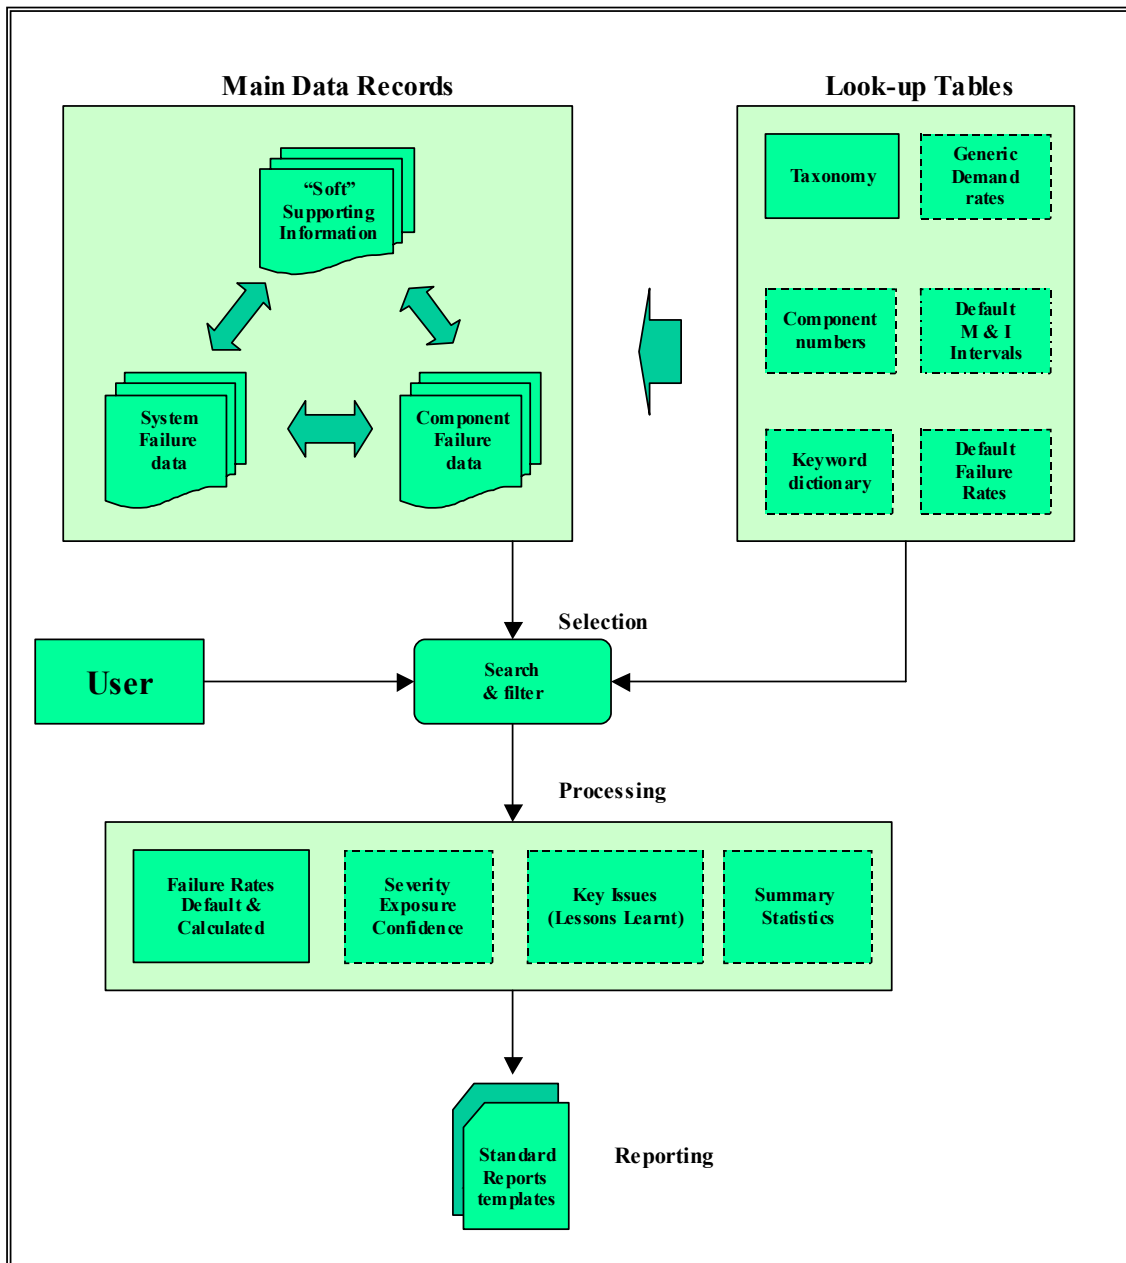 Main Data Records
Look-up Tables
“Soft”
Supporting
Information
System
Failure
data
Component
Failure
data
Taxonomy
Generic
Demand
rates
Component
numbers
Default
M & I
Intervals
Keyword
dictionary
Default
Failure
Rates
Selection
User
Search
& filter
Processing
Failure Rates
Default &
Calculated
Severity
Exposure
Confidence
Key Issues
(Lessons Learnt)
Summary
Statistics
Standard
Reports
templates
Reporting